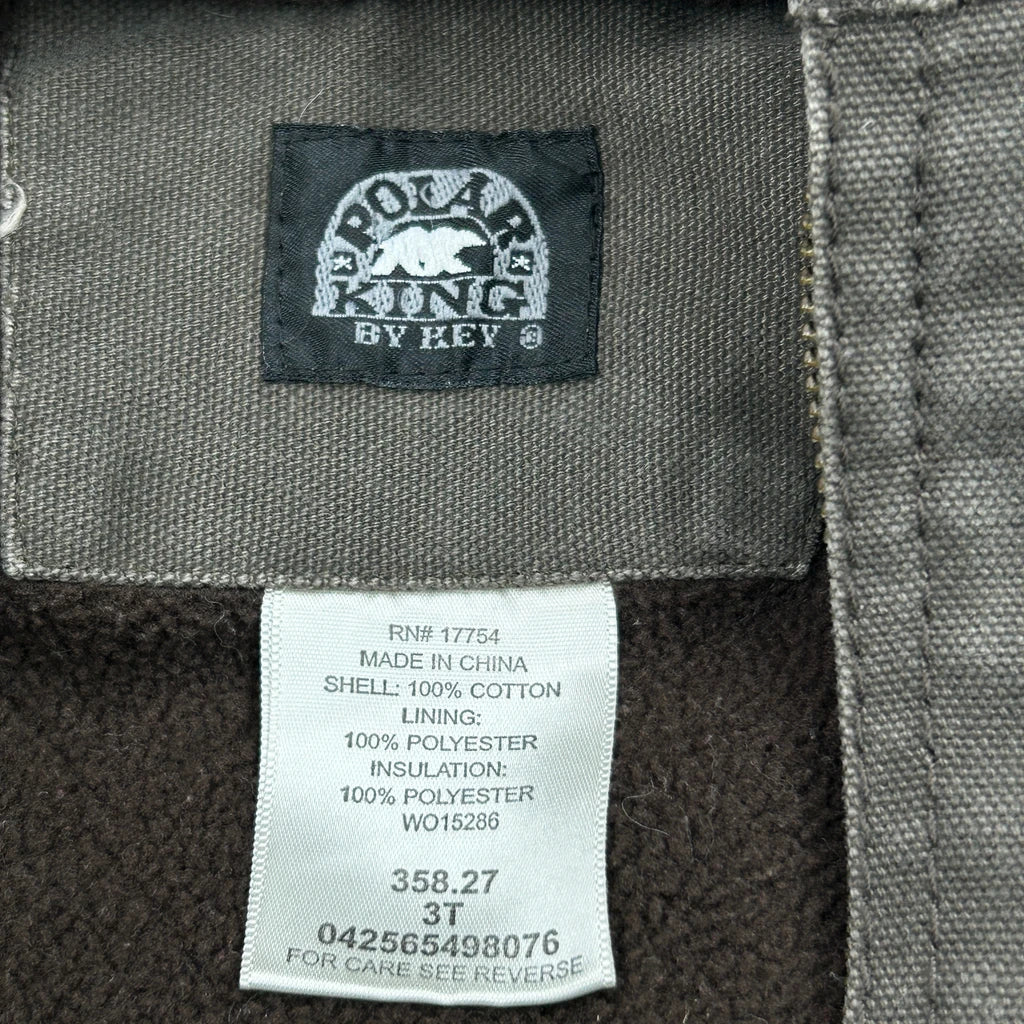 POLAR
KING
BY KEY ®
RN# 17754
MADE IN CHINA
SHELL: 100% COTTON
LINING:
100% POLYESTER
INSULATION:
100% POLYESTER
WO15286
358.27
3T
042565498076
FOR CARE SEE REVERSE